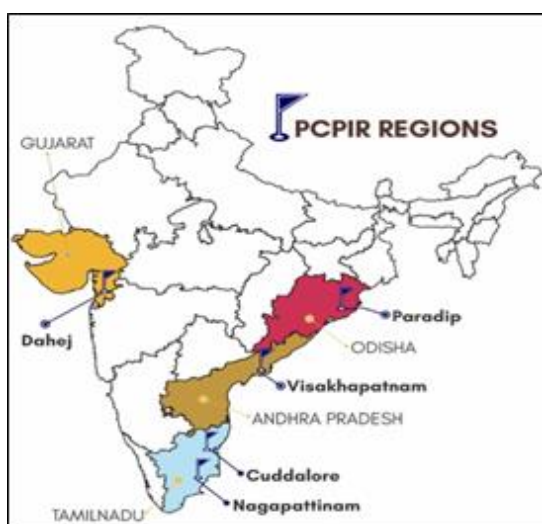 PCPIR REGIONS
GUJARAT
Dahej
Paradip
ODISHA
Visakhapatnam
ANDHRA PRADESH
Cuddalore
Nagapattinam
TAMILNADU